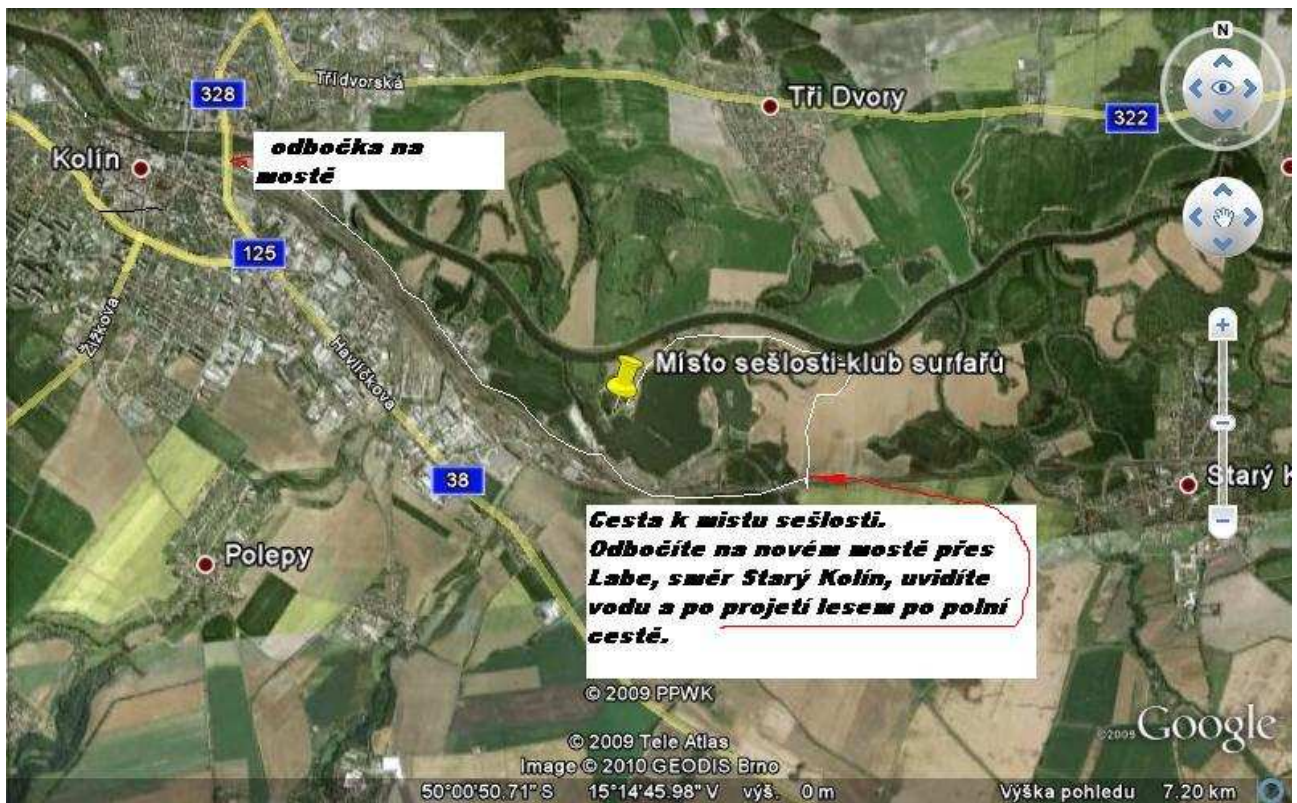 Třídvorská
328
Tři Dvory
322
N
Kolín
odbočka na
mostě
125
Žižkova
Havlíčkova
Místo sešlosti-klub surfařů
38
Starý K
Polepy
Cesta k mistu sešlosti.
Odbočíte na novém mostě přes
Labe, směr Starý Kolín, uvidíte
vodu a po projetí lesem po polní
cestě.
© 2009 PPWK
© 2009 Tele Atlas
Image © 2010 GEODIS Brno
©2009 Google
50°00'50.71" S 15°14'45.98" V výš. 0 m Výška pohledu 7.20 km